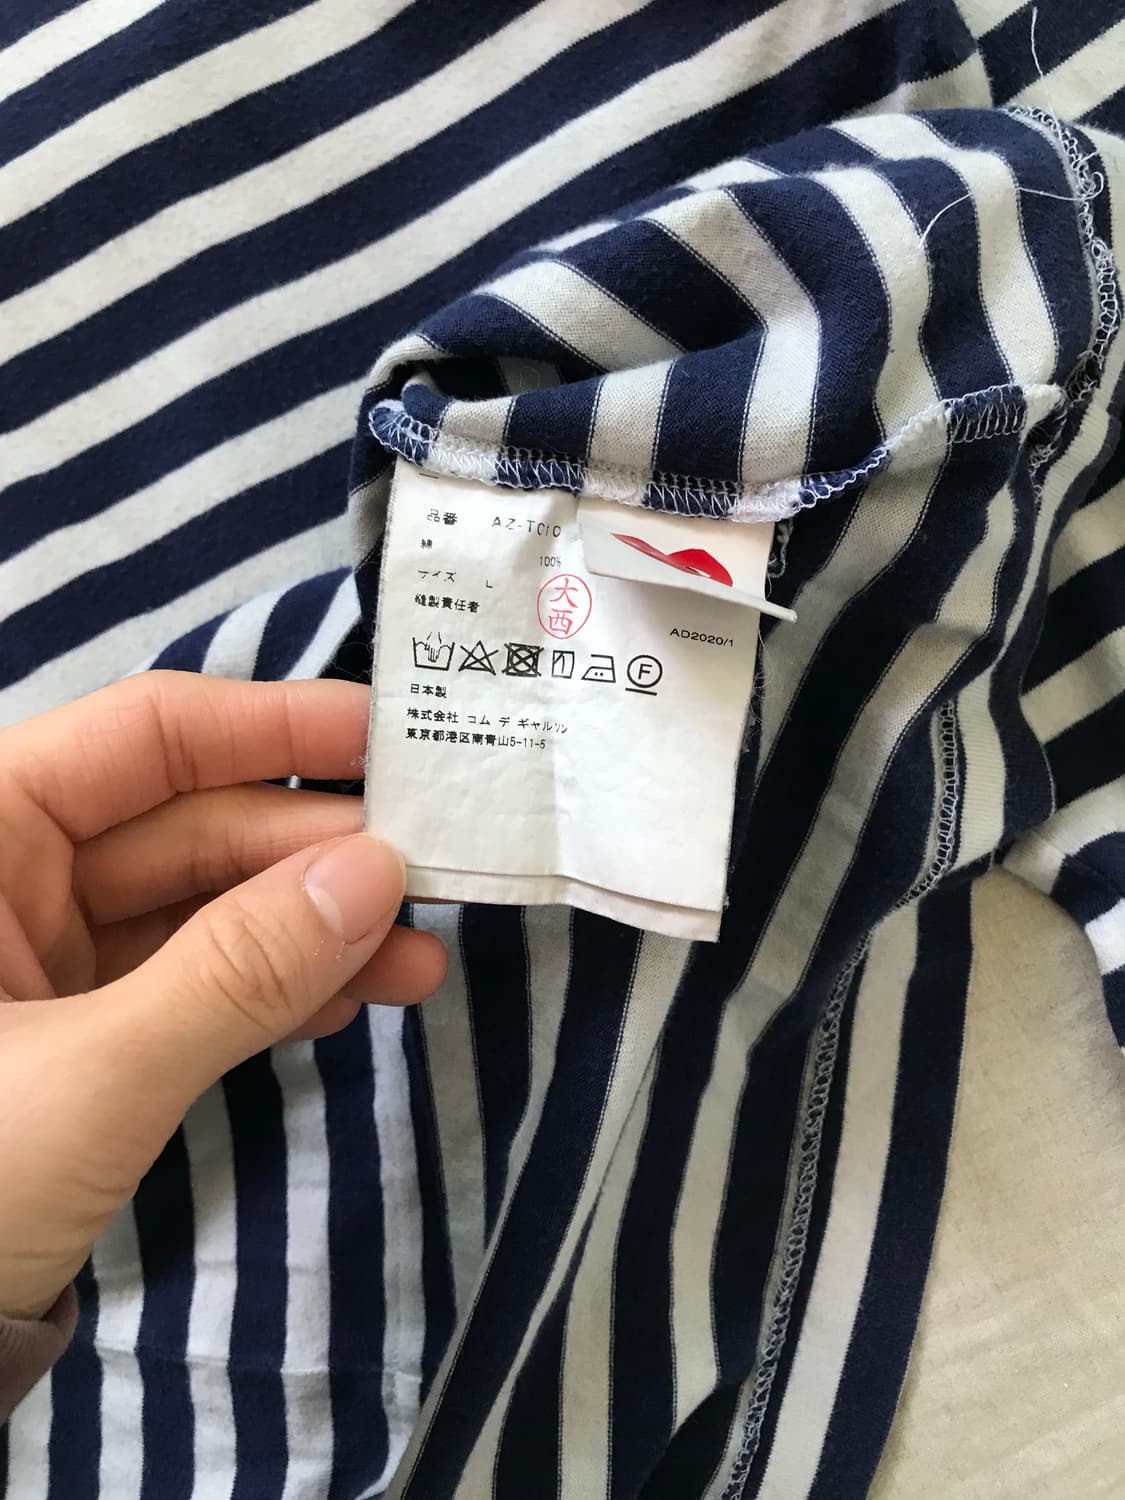 品番 AZ-T010
綿 100%
サイズ L
縫製責任者 大西
AD2020/1
F
日本製
株式会社 コム デ ギャルソン
東京都港区南青山5-11-5